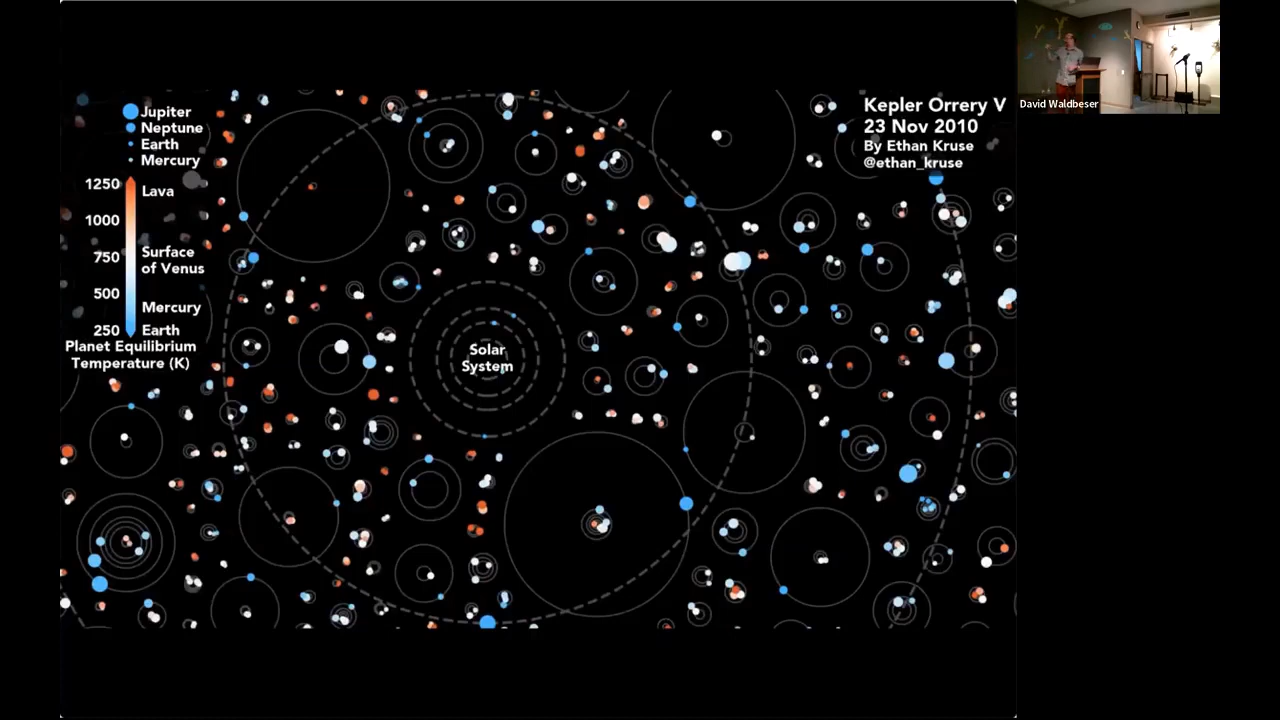 Jupiter
Neptune
Earth
Mercury
1250
Lava
1000
750
Surface
of Venus
500
Mercury
250
Earth
Planet Equilibrium
Temperature (K)
Solar
System
Kepler Orrery V
23 Nov 2010
By Ethan Kruse
@ethan_kruse
David Waldbeser